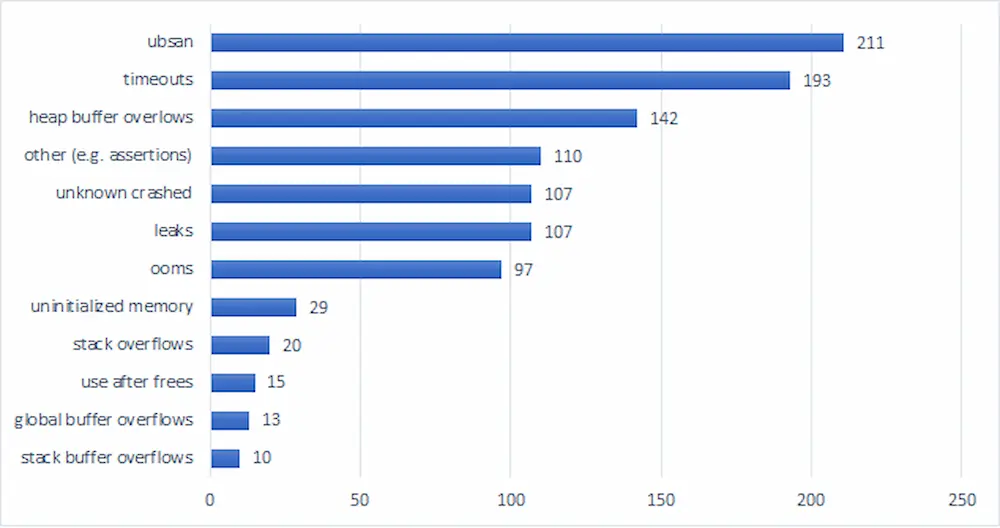 ubsan 211
timeouts 193
heap buffer overlows 142
other (e.g. assertions) 110
unknown crashed 107
leaks 107
ooms 97
uninitialized memory 29
stack overflows 20
use after frees 15
global buffer overflows 13
stack buffer overflows 10
0 50 100 150 200 250